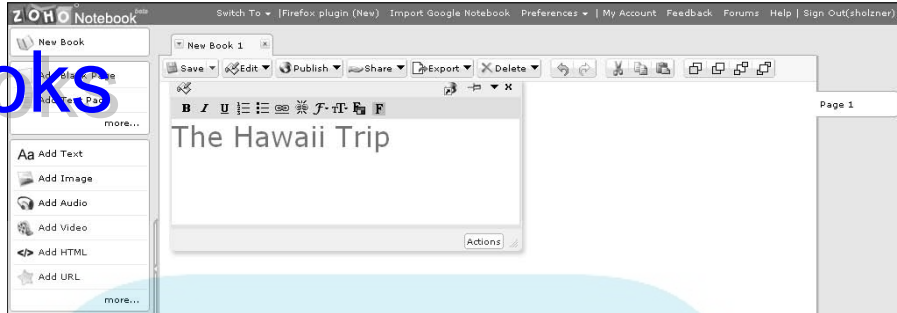 ZOHO Notebook beta
Switch To | Firefox plugin (New) Import Google Notebook Preferences | My Account Feedback Forums Help | Sign Out(sholzner)
New Book
New Book 1
Save Edit Publish Share Export Delete
oks
Add Blank Page
Add Text Page
more...
B I U
F
Page 1
The Hawaii Trip
Aa Add Text
Add Image
Add Audio
Add Video
</> Add HTML
Add URL
more...
Actions